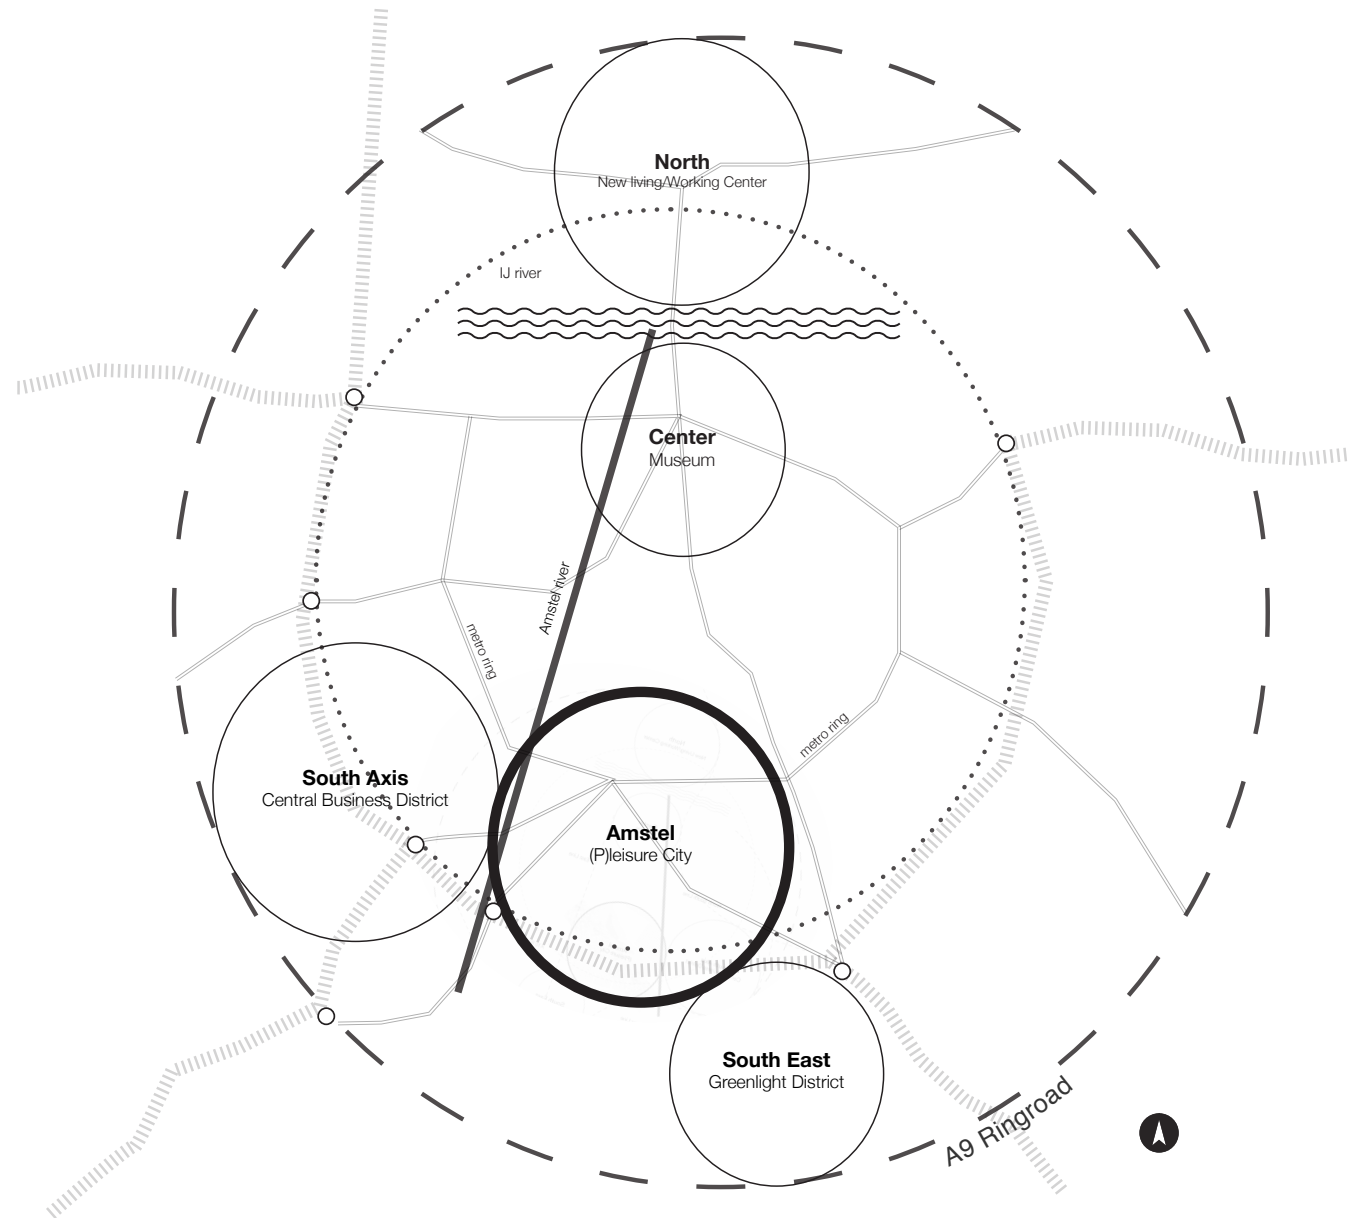 North
New living/Working Center
IJ river
Center
Museum
Amstel river
metro ring
metro ring
South Axis
Central Business District
Amstel
(P)leisure City
South East
Greenlight District
A9 Ringroad